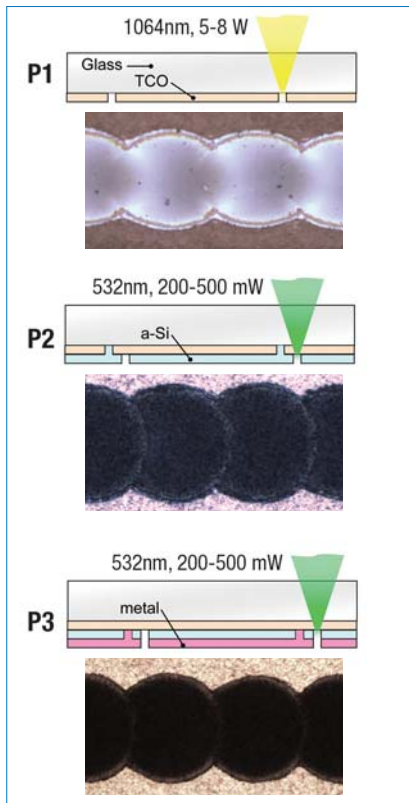 1064nm, 5-8 W
P1
Glass
TCO
532nm, 200-500 mW
P2
a-Si
532nm, 200-500 mW
P3
metal